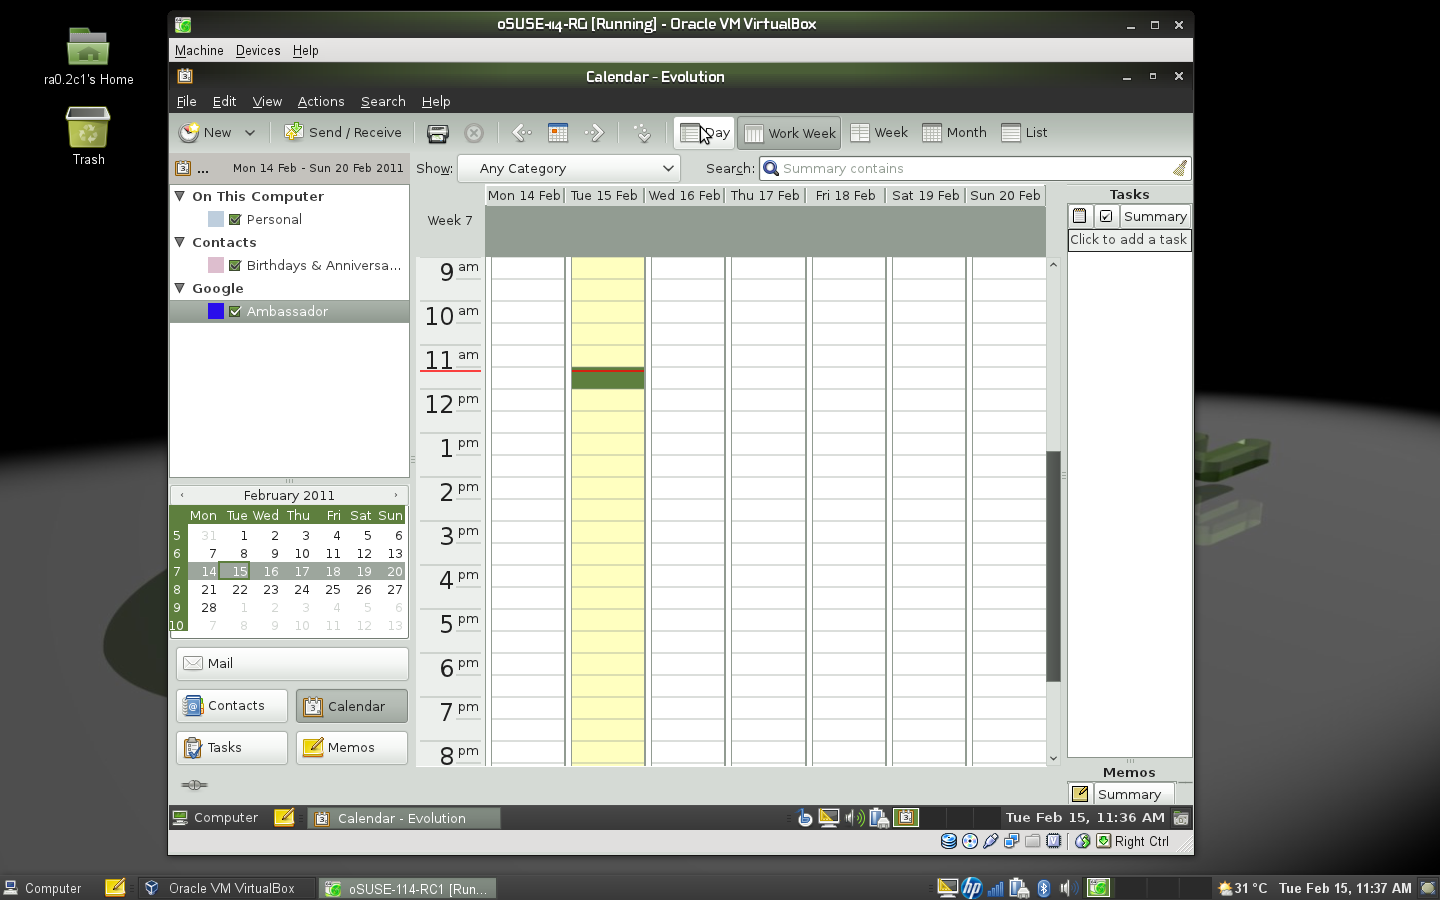 oSUSE-114-RC1 [Running] - Oracle VM VirtualBox
Machine Devices Help
Calendar - Evolution
File Edit View Actions Search Help
New Send / Receive Day Work Week Week Month List
... Mon 14 Feb - Sun 20 Feb 2011 Show: Any Category Search: Summary contains
ra0.2c1's Home
Trash
On This Computer
Personal
Contacts
Birthdays & Anniversa...
Google
Ambassador
Mon 14 Feb Tue 15 Feb Wed 16 Feb Thu 17 Feb Fri 18 Feb Sat 19 Feb Sun 20 Feb
Week 7
9 am
10 am
11 am
12 pm
1 pm
2 pm
3 pm
4 pm
5 pm
6 pm
7 pm
8 pm
Tasks
Summary
Click to add a task
February 2011
Mon Tue Wed Thu Fri Sat Sun
5 31 1 2 3 4 5 6
6 7 8 9 10 11 12 13
7 14 15 16 17 18 19 20
8 21 22 23 24 25 26 27
9 28 1 2 3 4 5 6
10 7 8 9 10 11 12 13
Mail
Contacts Calendar
Tasks Memos
Memos
Summary
Computer Calendar - Evolution Tue Feb 15, 11:36 AM
Right Ctrl
Computer Oracle VM VirtualBox oSUSE-114-RC1 [Run... 31 °C Tue Feb 15, 11:37 AM